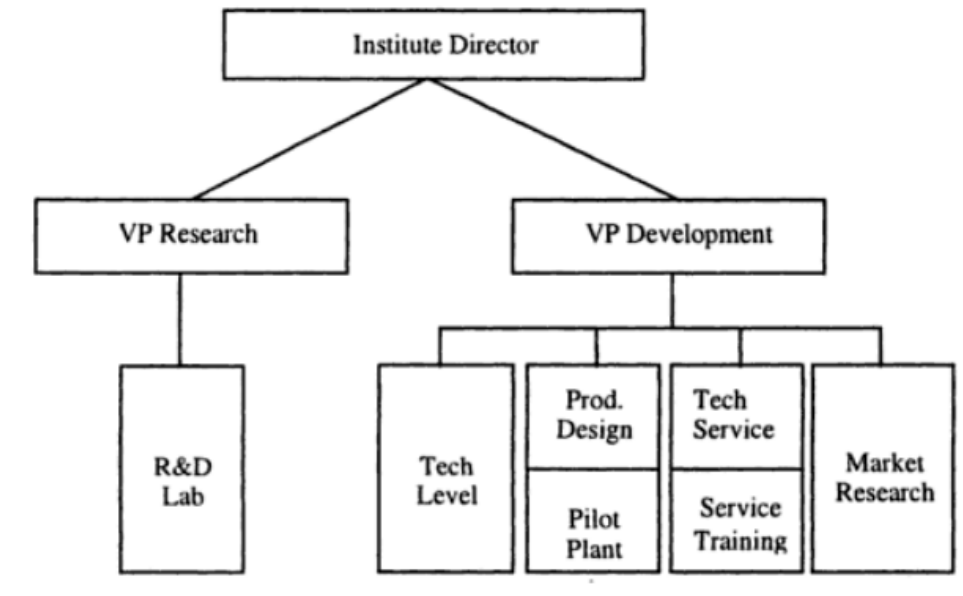 Institute Director
VP Research
VP Development
R&D
Lab
Tech
Level
Prod.
Design
Pilot
Plant
Tech
Service
Service
Training
Market
Research